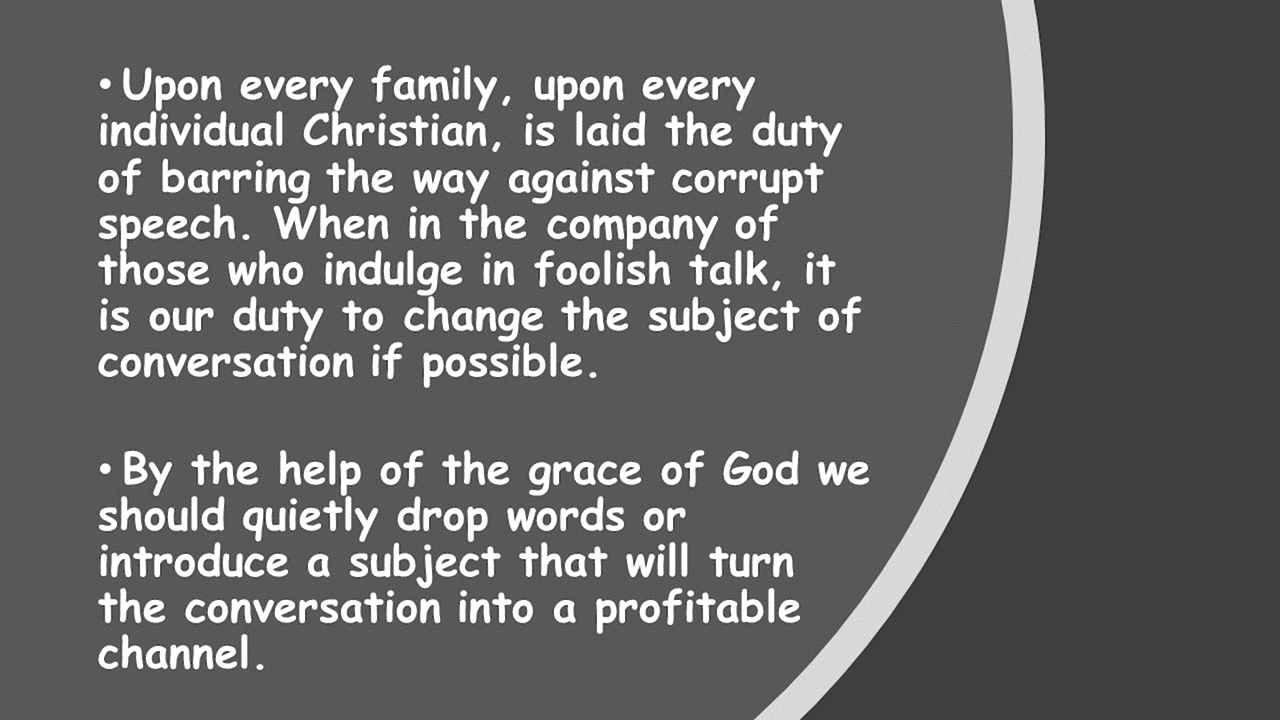 • Upon every family, upon every
individual Christian, is laid the duty
of barring the way against corrupt
speech. When in the company of
those who indulge in foolish talk, it
is our duty to change the subject of
conversation if possible.
• By the help of the grace of God we
should quietly drop words or
introduce a subject that will turn
the conversation into a profitable
channel.